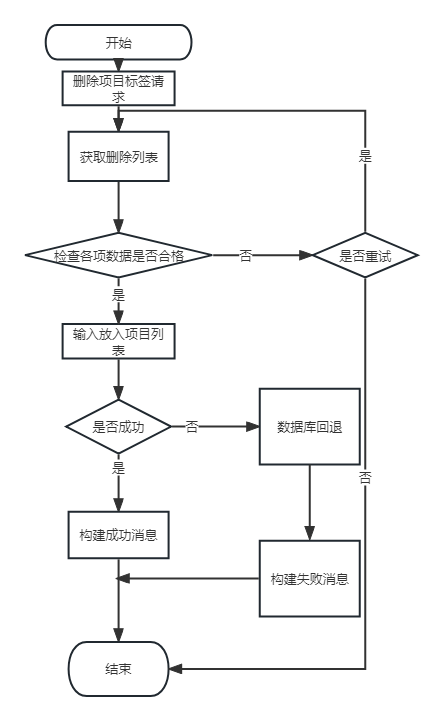 开始
删除项目标签请
求
获取删除列表
是
检查各项数据是否合格
否
是否重试
是
输入放入项目列
表
是否成功
否
数据库回退
是
否
构建成功消息
构建失败消息
结束